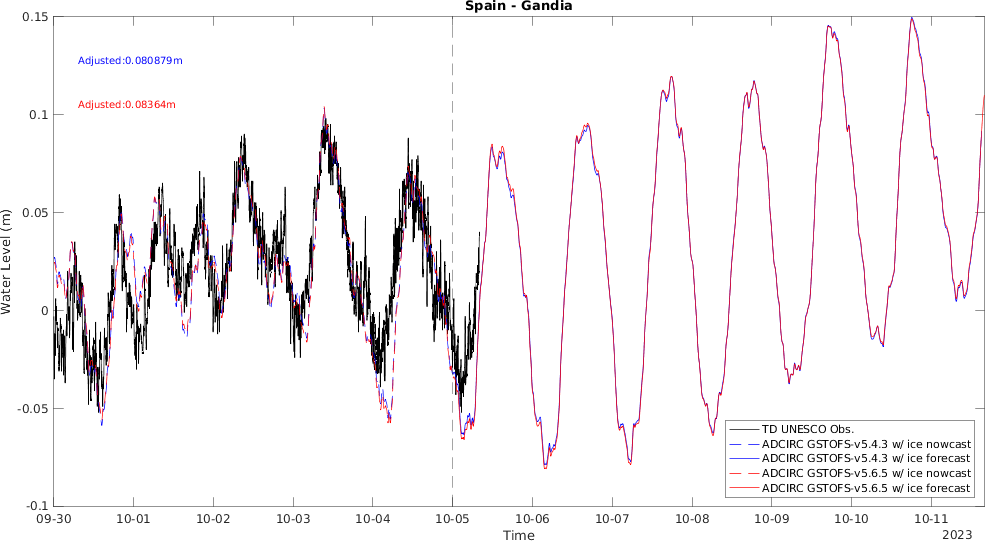 Spain - Gandia
0.15
Adjusted:0.080879m
Adjusted:0.08364m
0.1
0.05
0
-0.05
-0.1
Water Level (m)
TD UNESCO Obs.
ADCIRC GSTOFS-v5.4.3 w/ ice nowcast
ADCIRC GSTOFS-v5.4.3 w/ ice forecast
ADCIRC GSTOFS-v5.6.5 w/ ice nowcast
ADCIRC GSTOFS-v5.6.5 w/ ice forecast
09-30 10-01 10-02 10-03 10-04 10-05 10-06 10-07 10-08 10-09 10-10 10-11
Time
2023